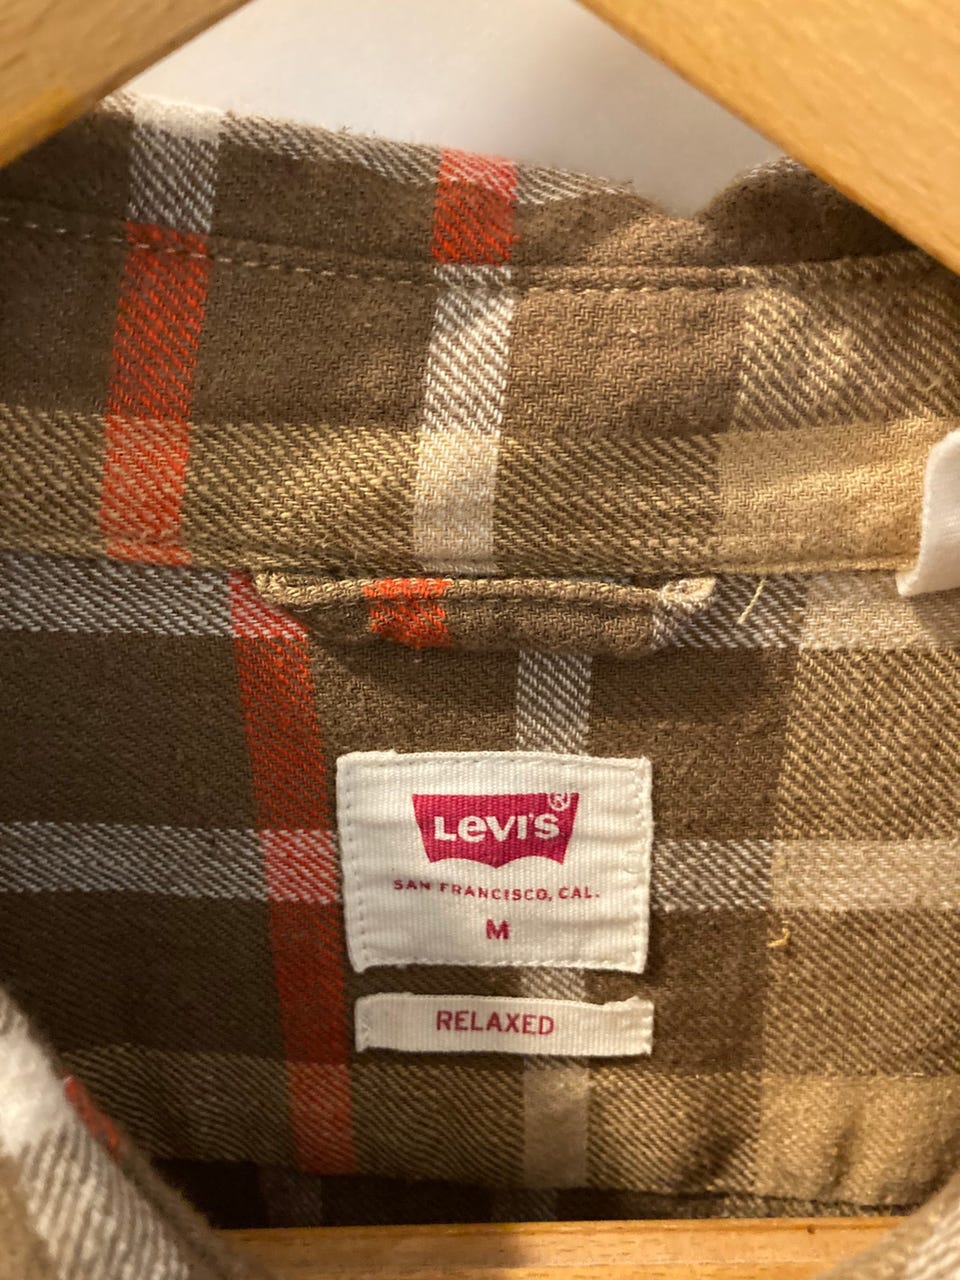 LEVI'S®
SAN FRANCISCO, CAL.
M
RELAXED